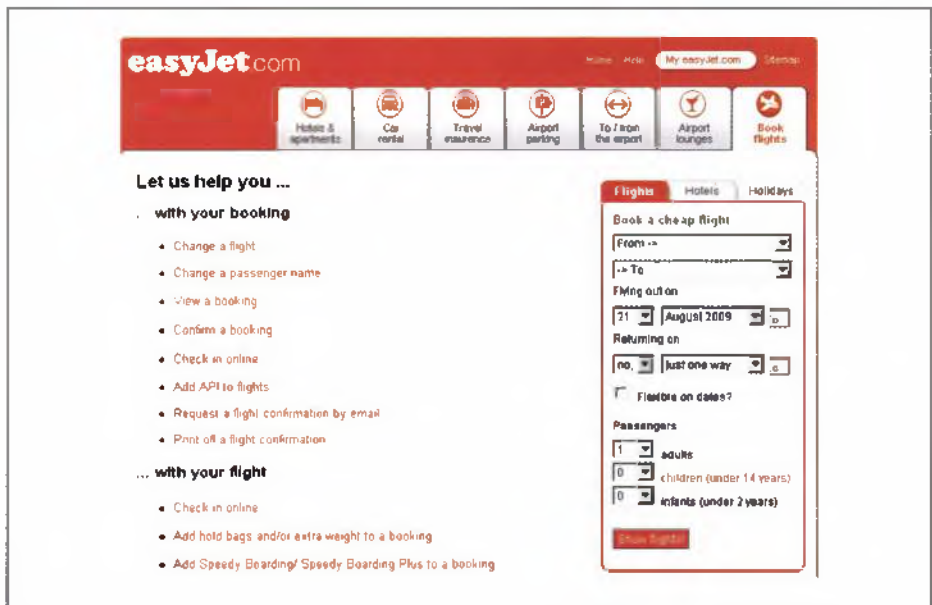 easyJet.com
Home Help My easyJet.com Sitemap
Hotels & apartments
Car rental
Travel insurance
Airport parking
To / from the airport
Airport lounges
Book flights
Let us help you ...
... with your booking
Change a flight
Change a passenger name
View a booking
Confirm a booking
Check in online
Add API to flights
Request a flight confirmation by email
Print off a flight confirmation
... with your flight
Check in online
Add hold bags and/or extra weight to a booking
Add Speedy Boarding/ Speedy Boarding Plus to a booking
Flights Hotels Holidays
Book a cheap flight
From ->
-> To
Flying out on
21 August 2009
Returning on
no, just one way
Flexible on dates?
Passengers
1 adults
0 children (under 14 years)
0 infants (under 2 years)
Show flights